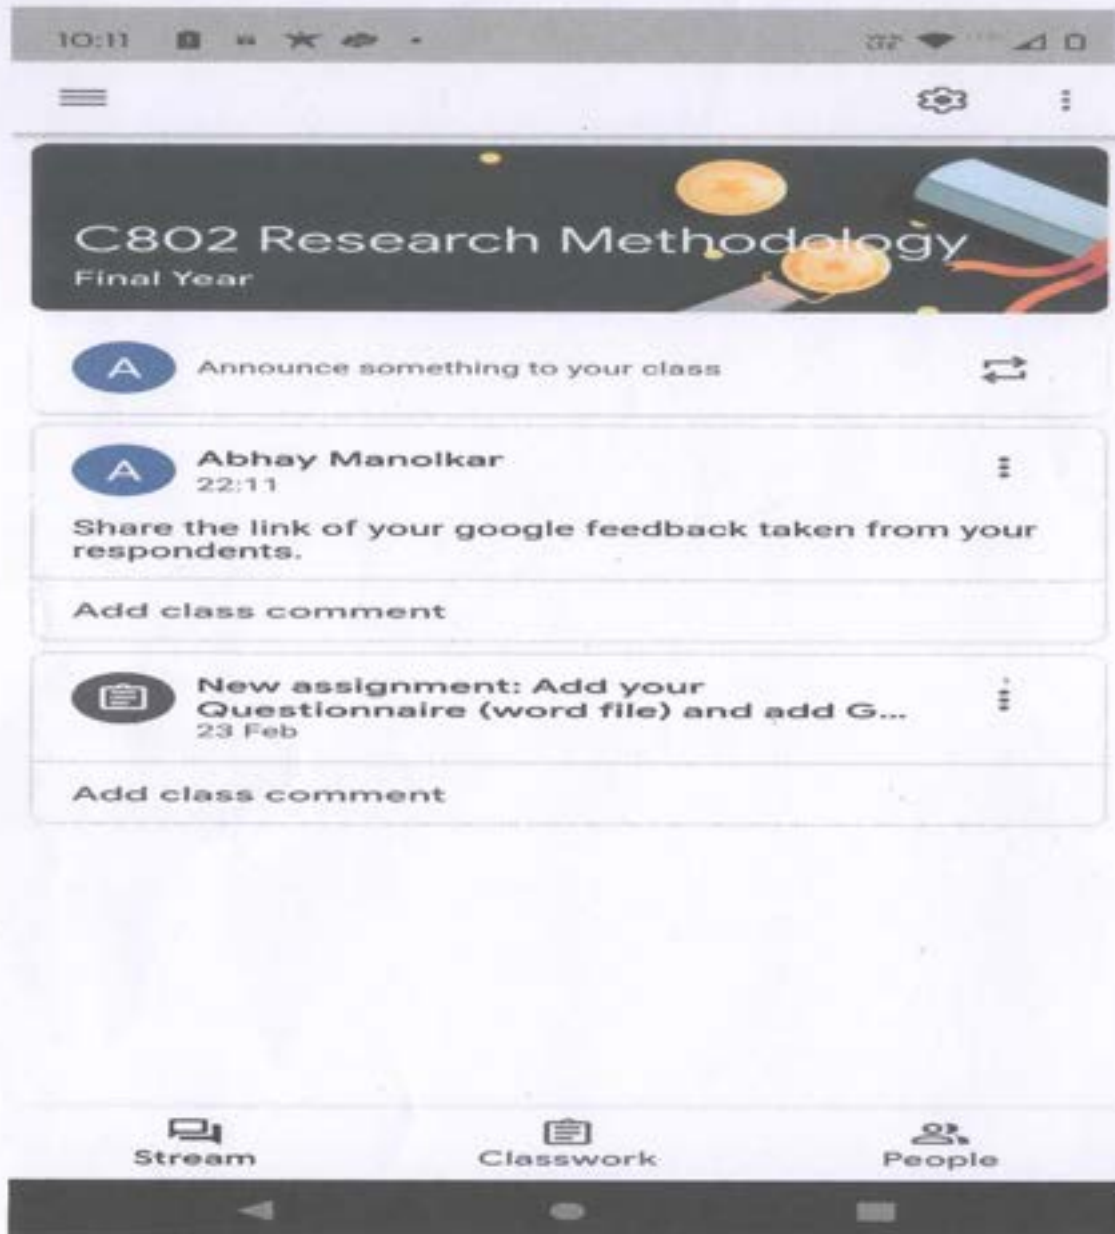 10:11
C802 Research Methodology
Final Year
A
Announce something to your class
A
Abhay Manolkar
22:11
Share the link of your google feedback taken from your
respondents.
Add class comment
New assignment: Add your
Questionnaire (word file) and add G...
23 Feb
Add class comment
Stream
Classwork
People